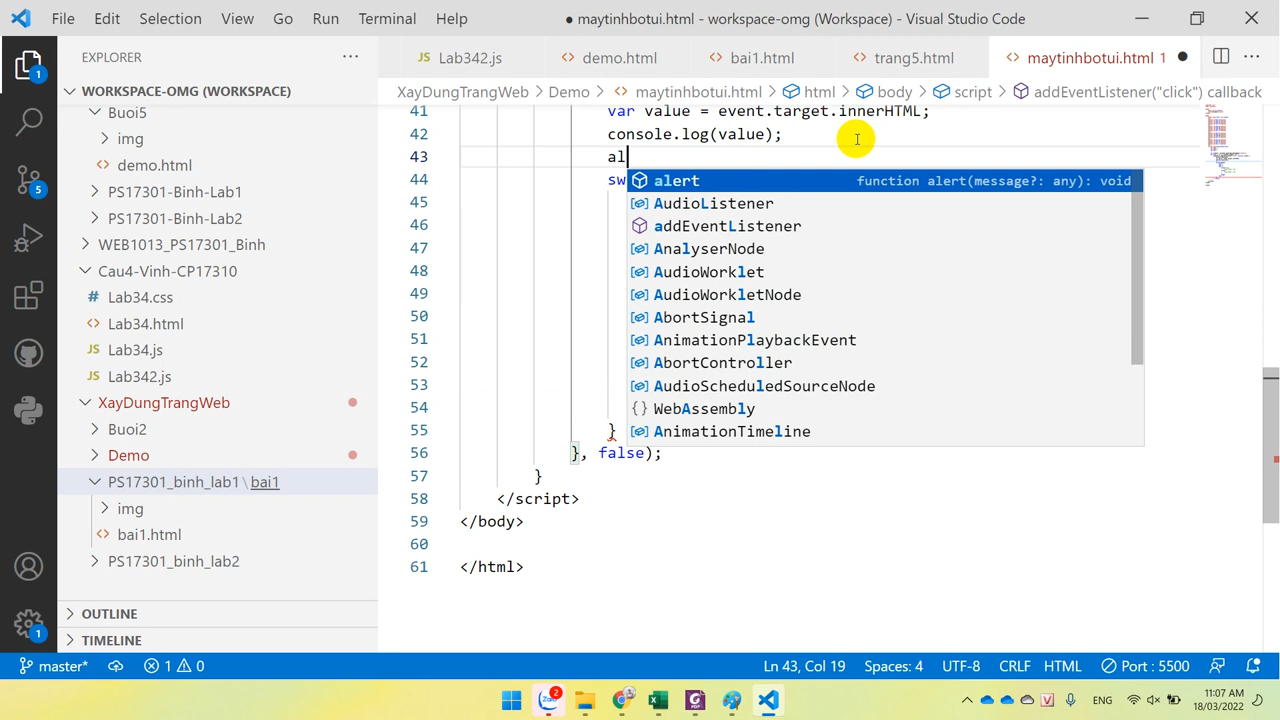 File Edit Selection View Go Run Terminal Help
● maytinhbotui.html - workspace-omg (Workspace) - Visual Studio Code
EXPLORER
Lab342.js demo.html bai1.html trang5.html maytinhbotui.html 1
WORKSPACE-OMG (WORKSPACE)
XayDungTrangWeb > Demo > maytinhbotui.html > html > body > script > addEventListener("click") callback
Buoi5
img
demo.html
PS17301-Binh-Lab1
PS17301-Binh-Lab2
WEB1013_PS17301_Binh
Cau4-Vinh-CP17310
Lab34.css
Lab34.html
Lab34.js
Lab342.js
XayDungTrangWeb
Buoi2
Demo
PS17301_binh_lab1\bai1
img
bai1.html
PS17301_binh_lab2
OUTLINE
TIMELINE
41 var value = event.target.innerHTML;
42 console.log(value);
43 al
44 sw
45
46
47
48
49
50
51
52
53
54
55 }
56 }, false);
57 }
58 </script>
59 </body>
60
61 </html>
alert function alert(message?: any): void
AudioListener
addEventListener
AnalyserNode
AudioWorklet
AudioWorkletNode
AbortSignal
AnimationPlaybackEvent
AbortController
AudioScheduledSourceNode
WebAssembly
AnimationTimeline
1
5
1
master* 1 0 Ln 43, Col 19 Spaces: 4 UTF-8 CRLF HTML Port : 5500
2
ENG
11:07 AM
18/03/2022